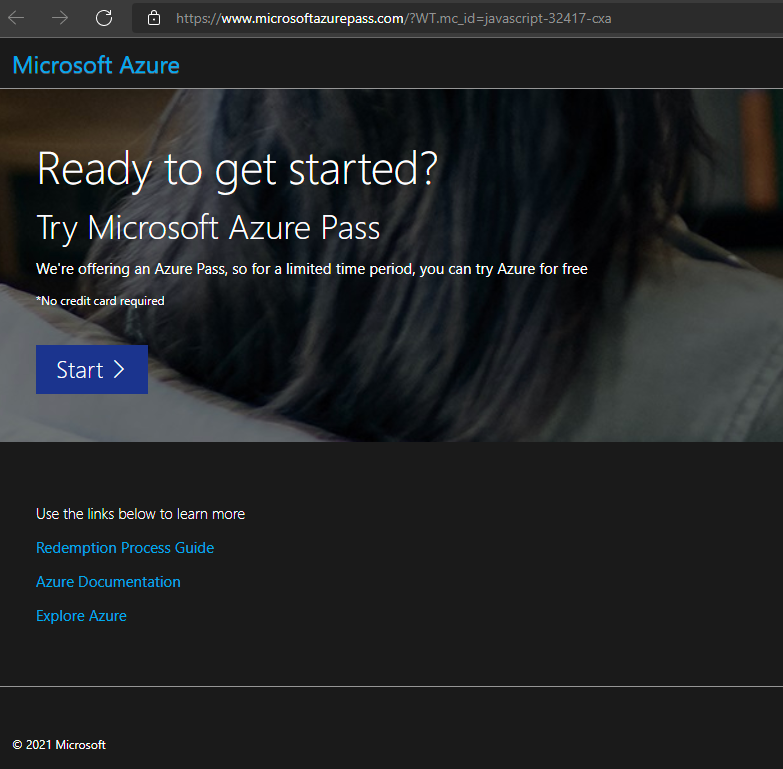 https://www.microsoftazurepass.com/?WT.mc_id=javascript-32417-cxa
Microsoft Azure
Ready to get started?
Try Microsoft Azure Pass
We're offering an Azure Pass, so for a limited time period, you can try Azure for free
*No credit card required
Start
Use the links below to learn more
Redemption Process Guide
Azure Documentation
Explore Azure
© 2021 Microsoft